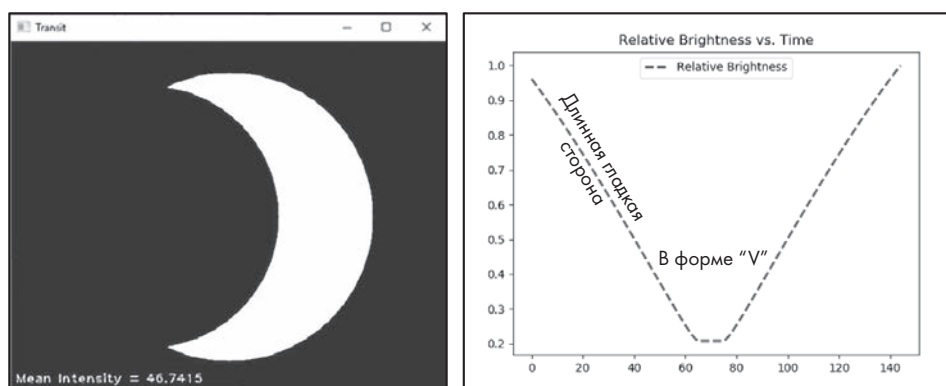 Transit
Mean Intensity = 46.7415
Relative Brightness vs. Time
Relative Brightness
1.0
0.9
0.8
0.7
0.6
0.5
0.4
0.3
0.2
Длинная гладкая
сторона
В форме “V”
0 20 40 60 80 100 120 140